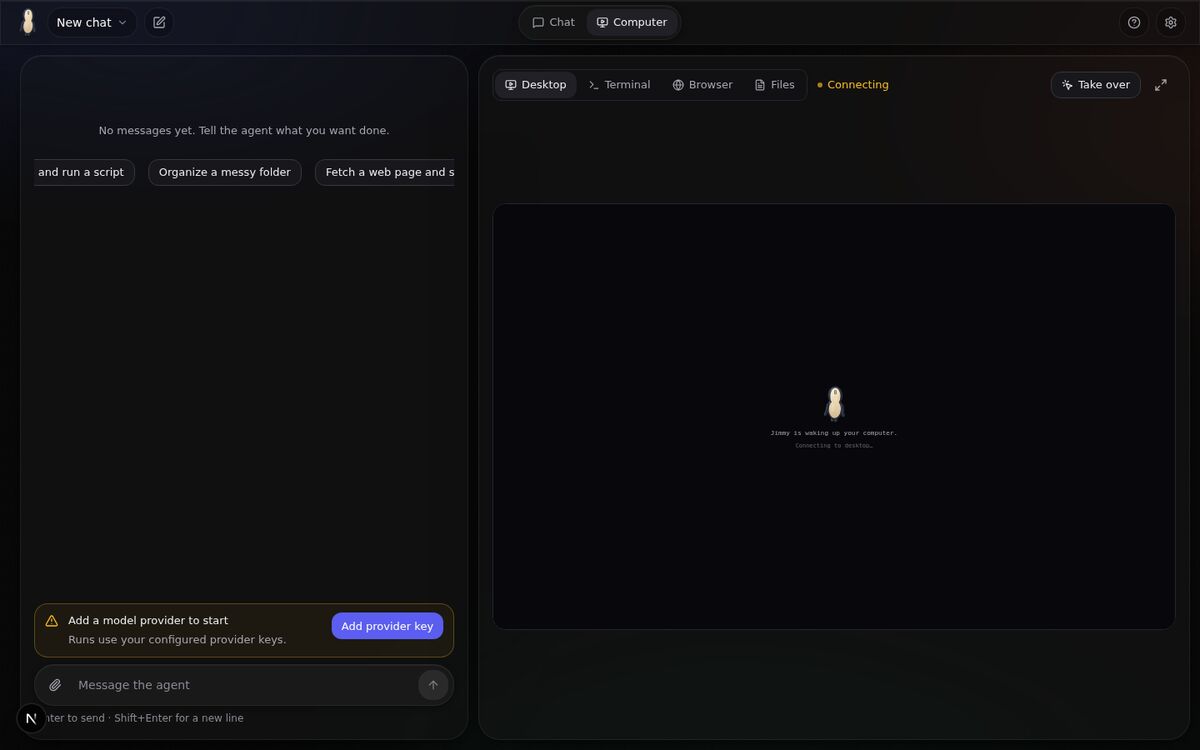 New chat
Chat
Computer
No messages yet. Tell the agent what you want done.
and run a script
Organize a messy folder
Fetch a web page and s
Add a model provider to start
Runs use your configured provider keys.
Add provider key
Message the agent
N
nter to send · Shift+Enter for a new line
Desktop
Terminal
Browser
Files
Connecting
Take over
Jimmy is waking up your computer.
Connecting to desktop…